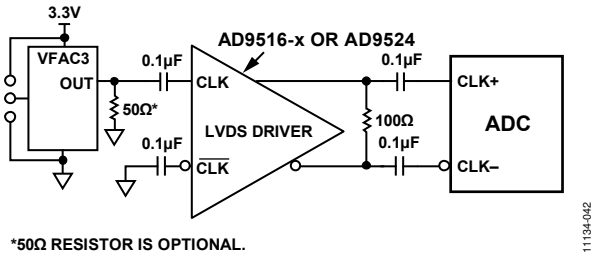 3.3V
VFAC3
OUT
50Ω*
0.1µF
0.1µF
AD9516-x OR AD9524
CLK
LVDS DRIVER
C̅L̅K̅
0.1µF
100Ω
0.1µF
CLK+
ADC
CLK–
*50Ω RESISTOR IS OPTIONAL.
11134-042